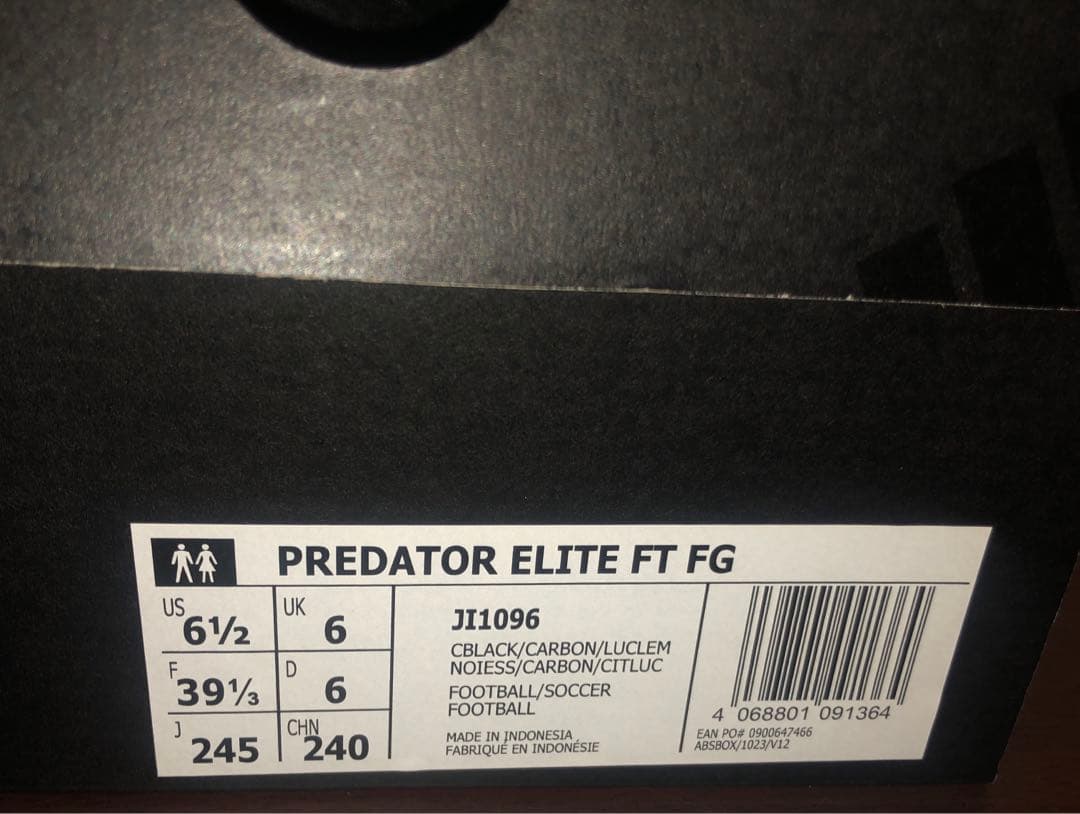 PREDATOR ELITE FT FG
US 6½
UK 6
F 39⅓
D 6
J 245
CHN 240
JI1096
CBLACK/CARBON/LUCLEM
NOIESS/CARBON/CITLUC
FOOTBALL/SOCCER
FOOTBALL
MADE IN INDONESIA
FABRIQUÉ EN INDONÉSIE
4 068801 091364
EAN PO# 0900647466
ABSBOX/1023/V12